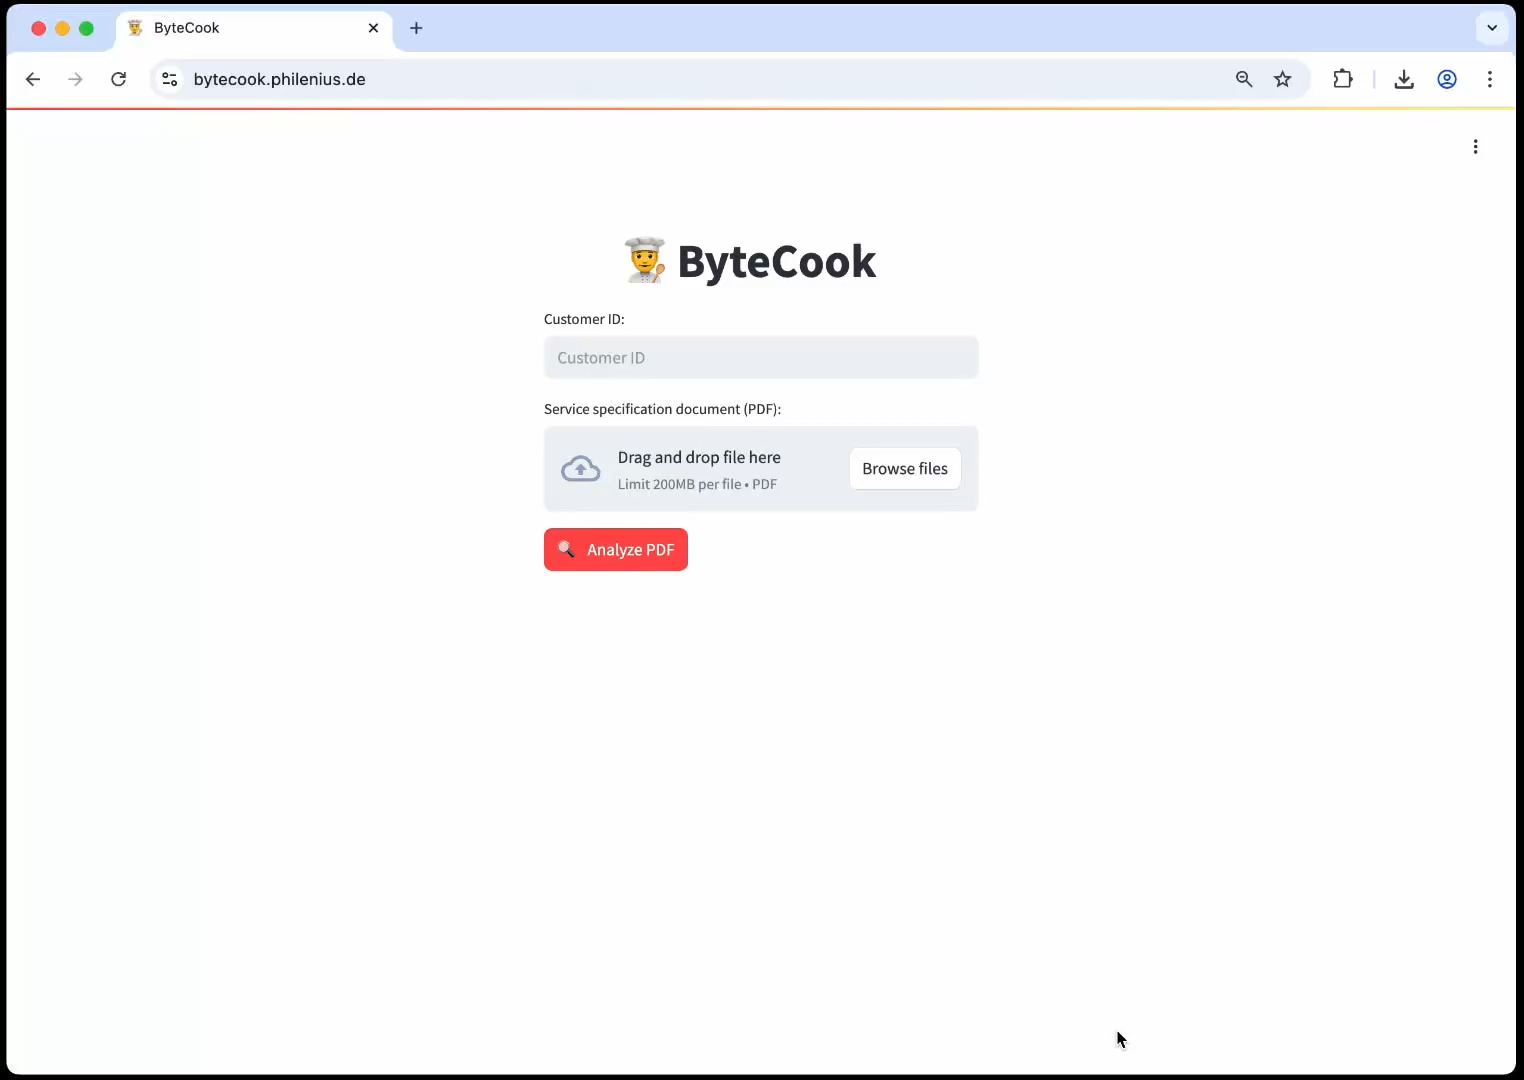 ByteCook
bytecook.philenius.de
ByteCook
Customer ID:
Customer ID
Service specification document (PDF):
Drag and drop file here
Limit 200MB per file • PDF
Browse files
Analyze PDF